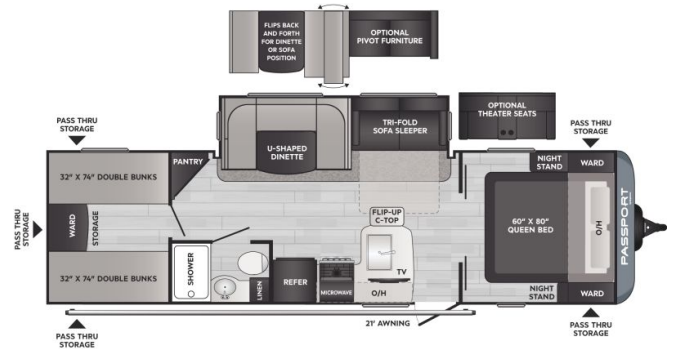 FLIPS BACK
AND FORTH
FOR DINETTE
OR SOFA
POSITION
OPTIONAL
PIVOT FURNITURE
PASS THRU
STORAGE
U-SHAPED
DINETTE
TRI-FOLD
SOFA SLEEPER
OPTIONAL
THEATER SEATS
PASS THRU
STORAGE
32" X 74" DOUBLE BUNKS
PANTRY
NIGHT
STAND
WARD
PASS THRU
STORAGE
WARD
STORAGE
FLIP-UP
C-TOP
60" X 80"
QUEEN BED
O/H
PASSPORT
32" X 74" DOUBLE BUNKS
SHOWER
LINEN
REFER
MICROWAVE
TV
O/H
NIGHT
STAND
WARD
21' AWNING
PASS THRU
STORAGE
PASS THRU
STORAGE